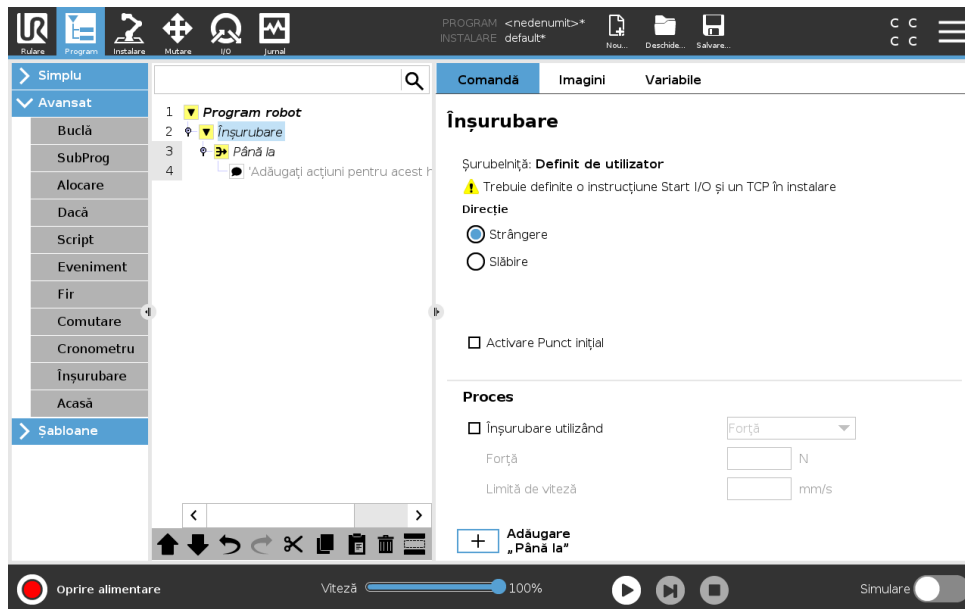 PROGRAM <nedenumit>*
INSTALARE default*
Rulare
Program
Instalare
Mutare
I/O
Jurnal
Nou...
Deschide...
Salvare...
C C
C C
Simplu
Avansat
Buclă
SubProg
Alocare
Dacă
Script
Eveniment
Fir
Comutare
Cronometru
Înșurubare
Acasă
Șabloane
1 Program robot
2 Înșurubare
3 Până la
4 'Adăugați acțiuni pentru acest h
Comandă
Imagini
Variabile
Înșurubare
Șurubelniță: Definit de utilizator
Trebuie definite o instrucțiune Start I/O și un TCP în instalare
Direcție
Strângere
Slăbire
Activare Punct inițial
Proces
Înșurubare utilizând
Forță
Forță
N
Limită de viteză
mm/s
Adăugare
„Până la”
Oprire alimentare
Viteză
100%
Simulare